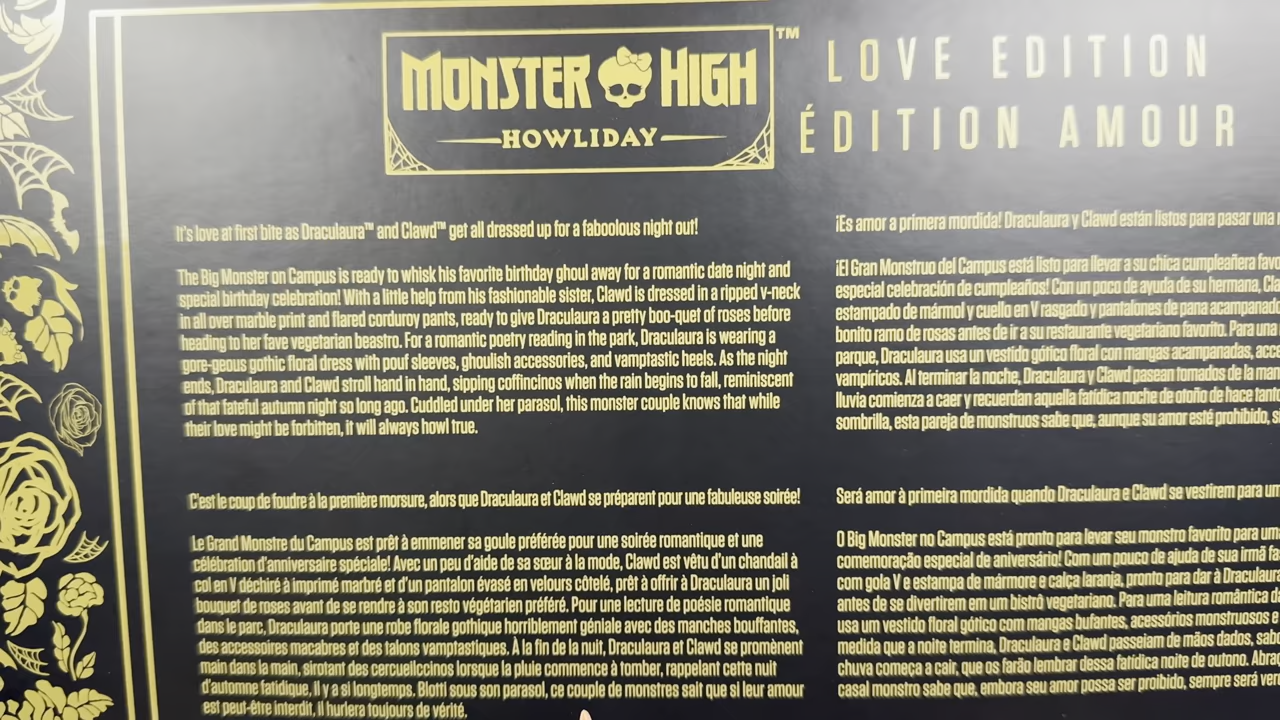 MONSTER HIGH
HOWLIDAY
TM
LOVE EDITION
ÉDITION AMOUR
It's love at first bite as Draculaura™ and Clawd™ get all dressed up for a faboolous night out!
The Big Monster on Campus is ready to whisk his favorite birthday ghoul away for a romantic date night and
special birthday celebration! With a little help from his fashionable sister, Clawd is dressed in a ripped v-neck
in all over marble print and flared corduroy pants, ready to give Draculaura a pretty boo-quet of roses before
heading to her fave vegetarian beastro. For a romantic poetry reading in the park, Draculaura is wearing a
gore-geous gothic floral dress with pouf sleeves, ghoulish accessories, and vamptastic heels. As the night
ends, Draculaura and Clawd stroll hand in hand, sipping coffincinos when the rain begins to fall, reminiscent
of that fateful autumn night so long ago. Cuddled under her parasol, this monster couple knows that while
their love might be forbitten, it will always howl true.
¡Es amor a primera mordida! Draculaura y Clawd están listos para pasar una
¡El Gran Monstruo del Campus está listo para llevar a su chica cumpleañera
especial celebración de cumpleaños! Con un poco de ayuda de su hermana,
estampado de mármol y cuello en V rasgado y pantalones de pana
bonito ramo de rosas antes de ir a su restaurante vegetariano favorito. Para una
parque, Draculaura usa un vestido gótico floral con mangas acampanadas,
vampíricos. Al terminar la noche, Draculaura y Clawd pasean tomados de la
lluvia comienza a caer y recuerdan aquella fatídica noche de otoño de hace
sombrilla, esta pareja de monstruos sabe que, aunque su amor esté prohibido,
C'est le coup de foudre à la première morsure, alors que Draculaura et Clawd se préparent pour une fabuleuse soirée!
Le Grand Monstre du Campus est prêt à emmener sa goule préférée pour une soirée romantique et une
célébration d'anniversaire spéciale! Avec un peu d'aide de sa sœur à la mode, Clawd est vêtu d'un chandail à
col en V déchiré à imprimé marbré et d'un pantalon évasé en velours côtelé, prêt à offrir à Draculaura un joli
bouquet de roses avant de se rendre à son resto végétarien préféré. Pour une lecture de poésie romantique
dans le parc, Draculaura porte une robe florale gothique horriblement géniale avec des manches bouffantes,
des accessoires macabres et des talons vamptastiques. À la fin de la nuit, Draculaura et Clawd se promènent
main dans la main, sirotant des cercueilccinos lorsque la pluie commence à tomber, rappelant cette nuit
d'automne fatidique, il y a si longtemps. Blotti sous son parasol, ce couple de monstres sait que si leur amour
est peut-être interdit, il hurlera toujours de vérité.
Será amor à primeira mordida quando Draculaura e Clawd se vestirem para
O Big Monster no Campus está pronto para levar seu monstro favorito para
comemoração especial de aniversário! Com um pouco de ajuda de sua irmã
com gola V e estampa de mármore e calça laranja, pronto para dar à Draculaura
antes de se divertirem em um bistrô vegetariano. Para uma leitura romântica
usa um vestido floral gótico com mangas bufantes, acessórios monstruosos e
medida que a noite termina, Draculaura e Clawd passeiam de mãos dados,
chuva começa a cair, que os farão lembrar dessa fatídica noite de outono.
casal monstro sabe que, embora seu amor possa ser proibido, sempre será